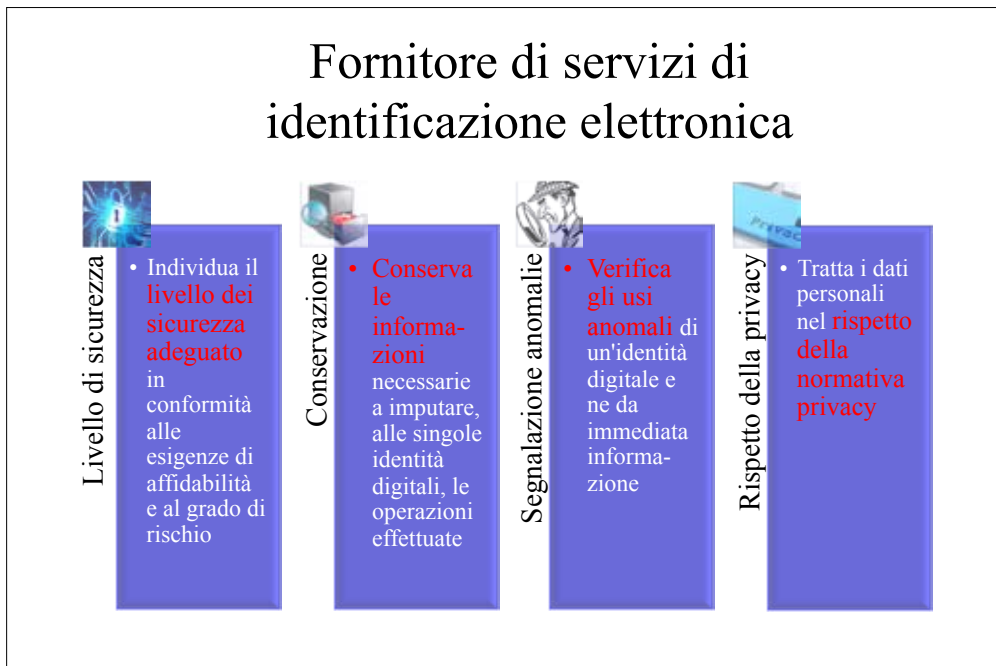 Fornitore di servizi di
identificazione elettronica
Livello di sicurezza
• Individua il
livello dei
sicurezza
adeguato
in
conformità
alle
esigenze di
affidabilità
e al grado di
rischio
Conservazione
• Conserva
le
informa-
zioni
necessarie
a imputare,
alle singole
identità
digitali, le
operazioni
effettuate
Segnalazione anomalie
• Verifica
gli usi
anomali di
un'identità
digitale e
ne da
immediata
informa-
zione
Privac
Rispetto della privacy
• Tratta i dati
personali
nel rispetto
della
normativa
privacy